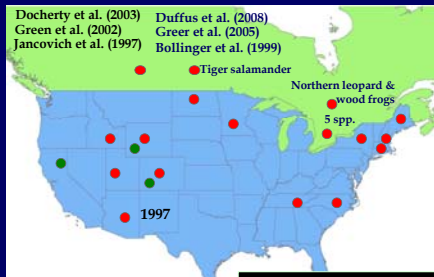 Docherty et al. (2003)
Green et al. (2002)
Jancovich et al. (1997)
Duffus et al. (2008)
Greer et al. (2005)
Bollinger et al. (1999)
Tiger salamander
Northern leopard &
wood frogs
5 spp.
1997